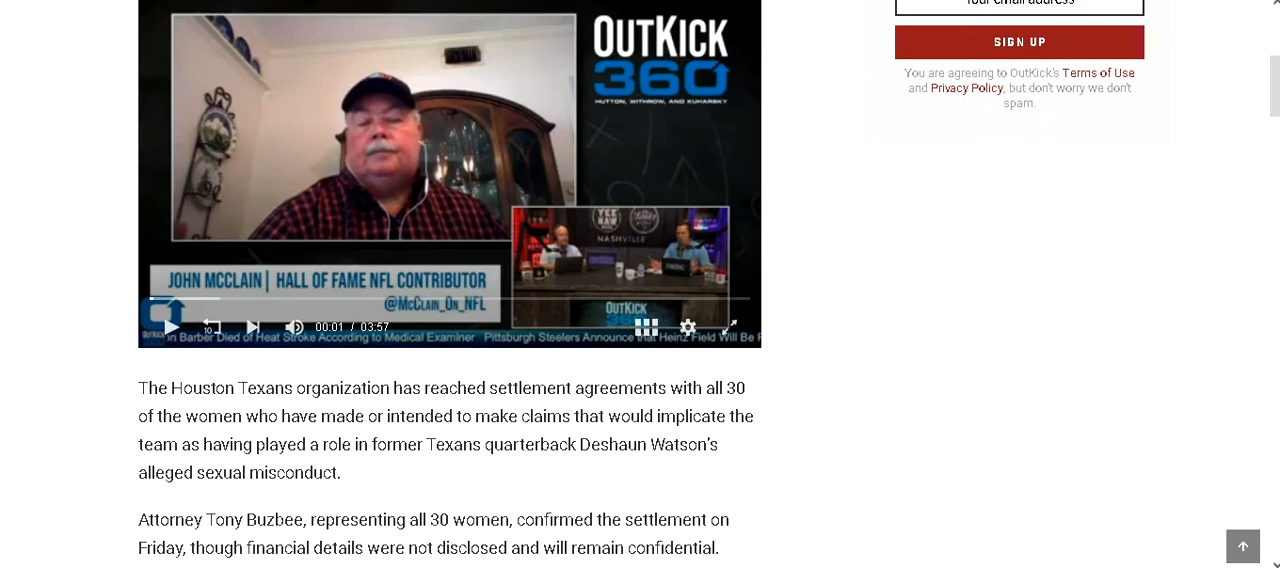 Your email address
OUTKICK
360
HUTTON, WITHROW, AND KUHARSKY
SIGN UP
You are agreeing to OutKick's Terms of Use
and Privacy Policy, but don't worry we don't
spam.
NASHVILLE
JOHN MCCLAIN | HALL OF FAME NFL CONTRIBUTOR
@MCCLAIN_ON_NFL
OUTKICK
10
00:01 / 03:57
n Barber Died of Heat Stroke According to Medical Examiner Pittsburgh Steelers Announce that Heinz Field Will Be
The Houston Texans organization has reached settlement agreements with all 30
of the women who have made or intended to make claims that would implicate the
team as having played a role in former Texans quarterback Deshaun Watson's
alleged sexual misconduct.
Attorney Tony Buzbee, representing all 30 women, confirmed the settlement on
Friday, though financial details were not disclosed and will remain confidential.